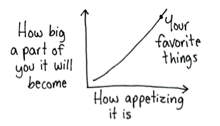 How big
a part of
you it will
become
Your
favorite
things
How appetizing
it is